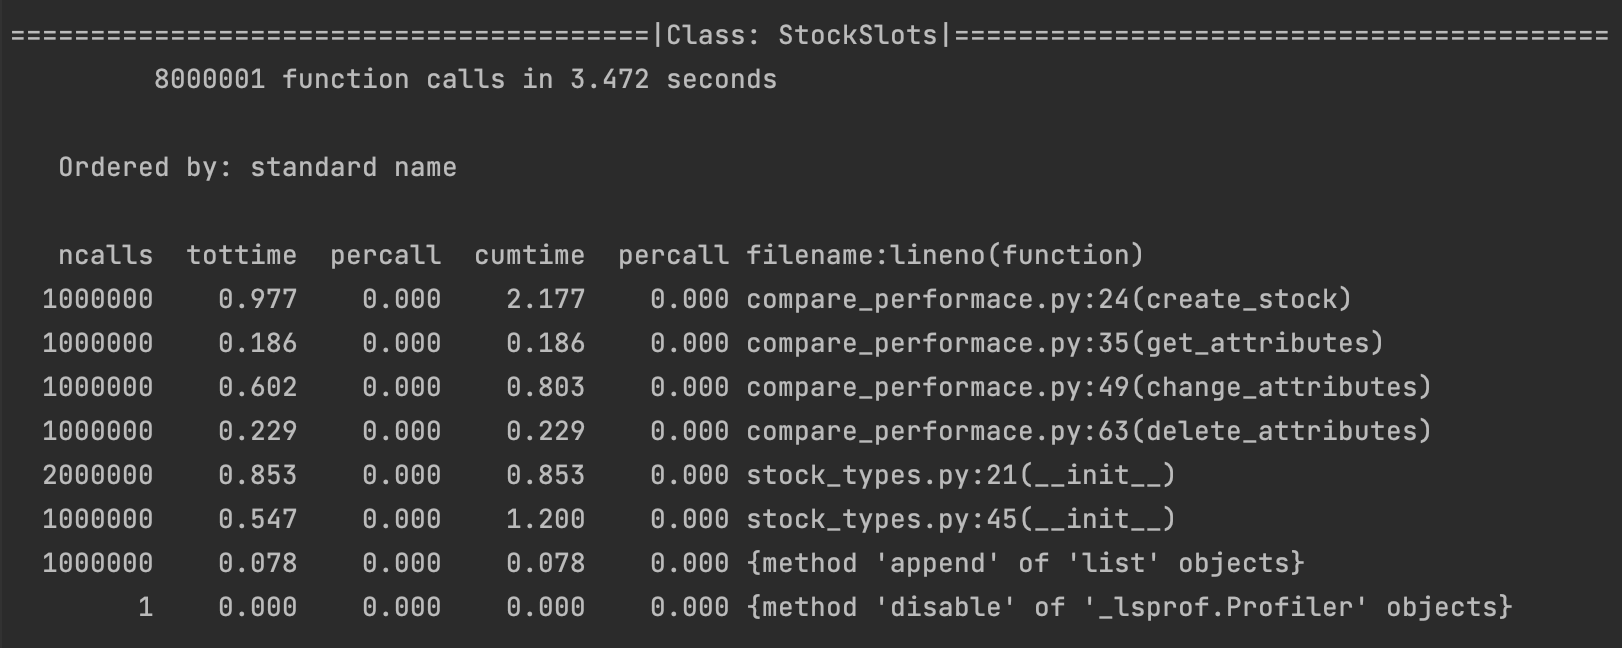 ========================================|Class: StockSlots|=========================================
8000001 function calls in 3.472 seconds
Ordered by: standard name
ncalls  tottime  percall  cumtime  percall filename:lineno(function)
1000000    0.977    0.000    2.177    0.000 compare_performace.py:24(create_stock)
1000000    0.186    0.000    0.186    0.000 compare_performace.py:35(get_attributes)
1000000    0.602    0.000    0.803    0.000 compare_performace.py:49(change_attributes)
1000000    0.229    0.000    0.229    0.000 compare_performace.py:63(delete_attributes)
2000000    0.853    0.000    0.853    0.000 stock_types.py:21(__init__)
1000000    0.547    0.000    1.200    0.000 stock_types.py:45(__init__)
1000000    0.078    0.000    0.078    0.000 {method 'append' of 'list' objects}
1    0.000    0.000    0.000    0.000 {method 'disable' of '_lsprof.Profiler' objects}